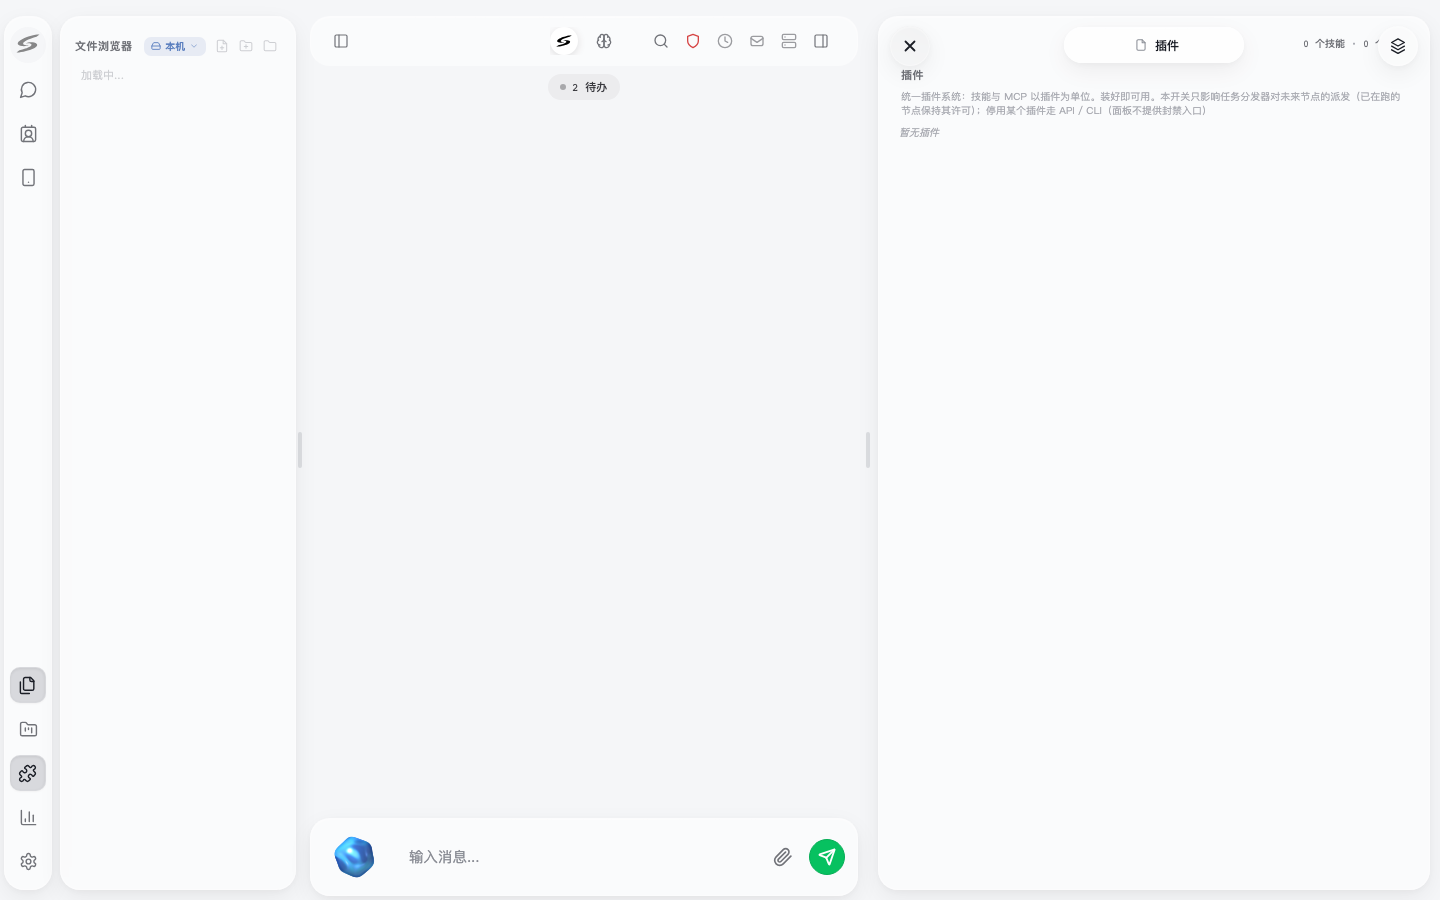 文件浏览器
本机
加载中...
2 待办
输入消息...
插件
0 个技能 · 0
插件
统一插件系统：技能与 MCP 以插件为单位。装好即可用。本开关只影响任务分发器对未来节点的派发（已在跑的
节点保持其许可）；停用某个插件走 API / CLI（面板不提供封禁入口）
暂无插件